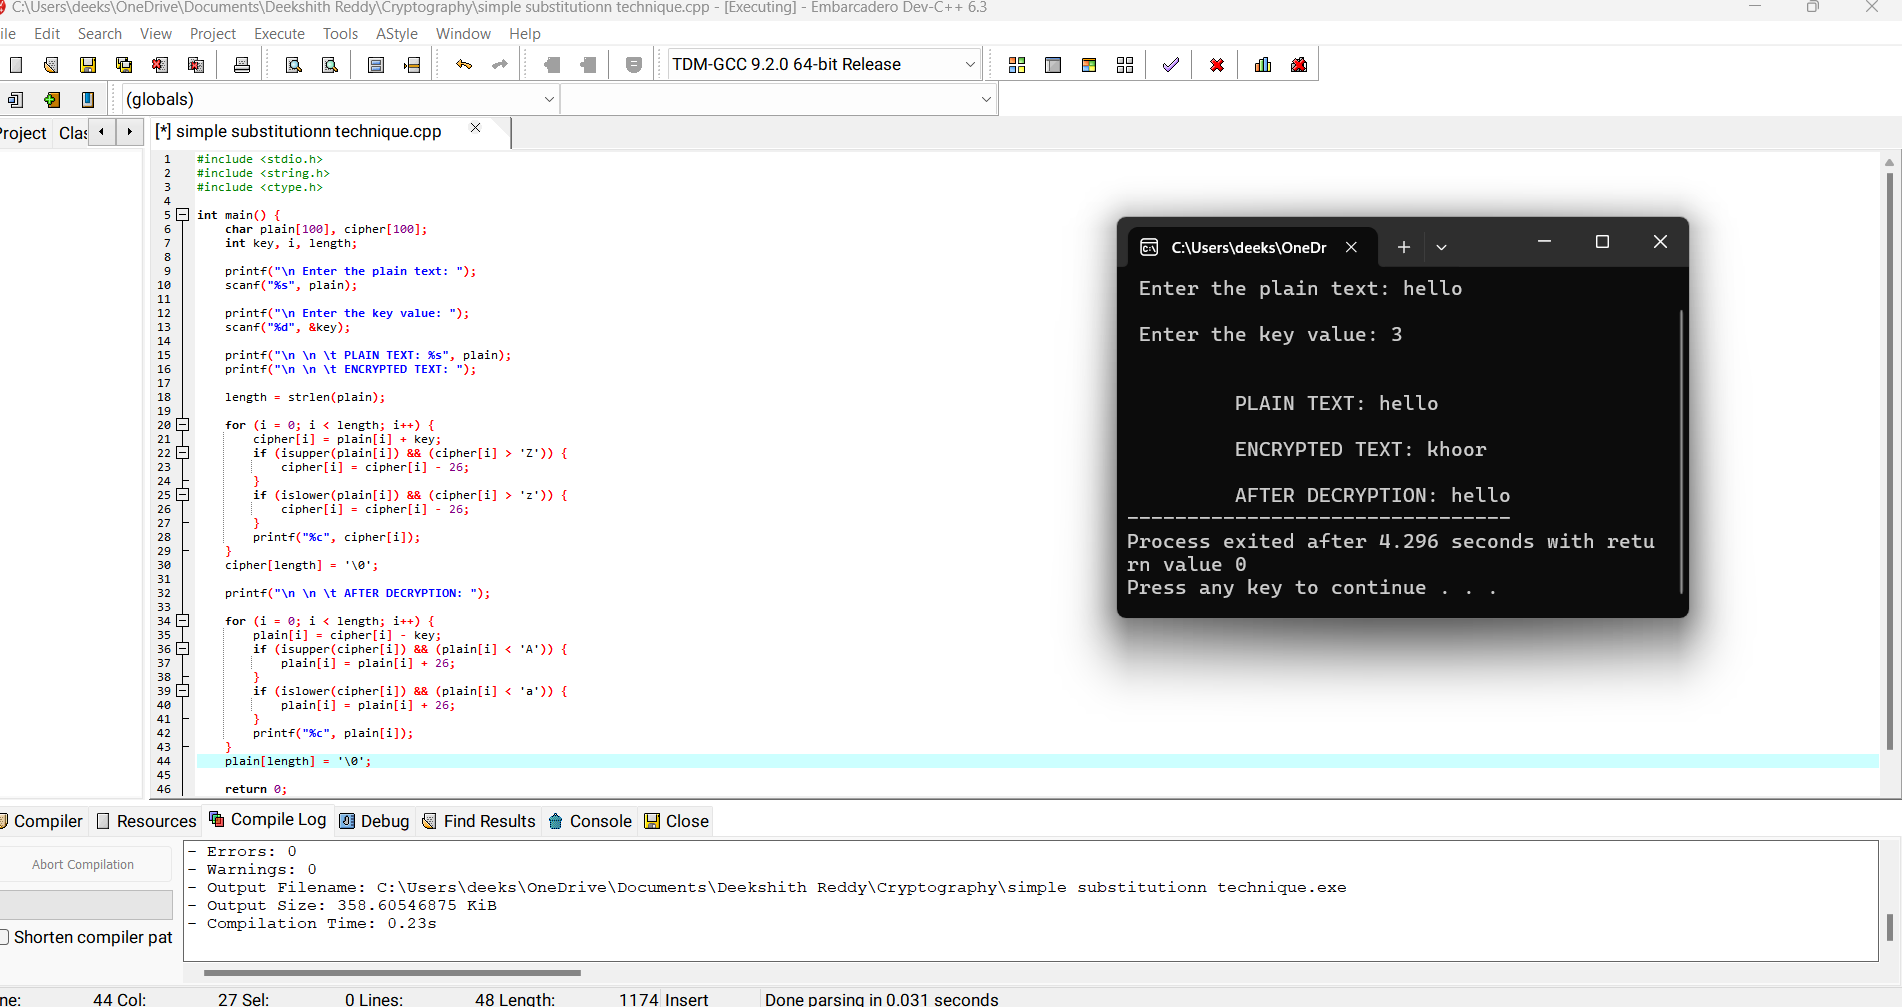 C:\Users\deeks\OneDrive\Documents\Deekshith Reddy\Cryptography\simple substitutionn technique.cpp - [Executing] - Embarcadero Dev-C++ 6.3
ile Edit Search View Project Execute Tools AStyle Window Help
TDM-GCC 9.2.0 64-bit Release
(globals)
Project Clas [*] simple substitutionn technique.cpp
1 #include <stdio.h>
2 #include <string.h>
3 #include <ctype.h>
4
5 int main() {
6 char plain[100], cipher[100];
7 int key, i, length;
8
9 printf("\n Enter the plain text: ");
10 scanf("%s", plain);
11
12 printf("\n Enter the key value: ");
13 scanf("%d", &key);
14
15 printf("\n \n \t PLAIN TEXT: %s", plain);
16 printf("\n \n \t ENCRYPTED TEXT: ");
17
18 length = strlen(plain);
19
20 for (i = 0; i < length; i++) {
21 cipher[i] = plain[i] + key;
22 if (isupper(plain[i]) && (cipher[i] > 'Z')) {
23 cipher[i] = cipher[i] - 26;
24 }
25 if (islower(plain[i]) && (cipher[i] > 'z')) {
26 cipher[i] = cipher[i] - 26;
27 }
28 printf("%c", cipher[i]);
29 }
30 cipher[length] = '\0';
31
32 printf("\n \n \t AFTER DECRYPTION: ");
33
34 for (i = 0; i < length; i++) {
35 plain[i] = cipher[i] - key;
36 if (isupper(cipher[i]) && (plain[i] < 'A')) {
37 plain[i] = plain[i] + 26;
38 }
39 if (islower(cipher[i]) && (plain[i] < 'a')) {
40 plain[i] = plain[i] + 26;
41 }
42 printf("%c", plain[i]);
43 }
44 plain[length] = '\0';
45
46 return 0;
C:\Users\deeks\OneDr
Enter the plain text: hello
Enter the key value: 3
PLAIN TEXT: hello
ENCRYPTED TEXT: khoor
AFTER DECRYPTION: hello
--------------------------------
Process exited after 4.296 seconds with retu
rn value 0
Press any key to continue . . .
Compiler Resources Compile Log Debug Find Results Console Close
Abort Compilation
Shorten compiler pat
- Errors: 0
- Warnings: 0
- Output Filename: C:\Users\deeks\OneDrive\Documents\Deekshith Reddy\Cryptography\simple substitutionn technique.exe
- Output Size: 358.60546875 KiB
- Compilation Time: 0.23s
ne: 44 Col: 27 Sel: 0 Lines: 48 Length: 1174 Insert Done parsing in 0.031 seconds